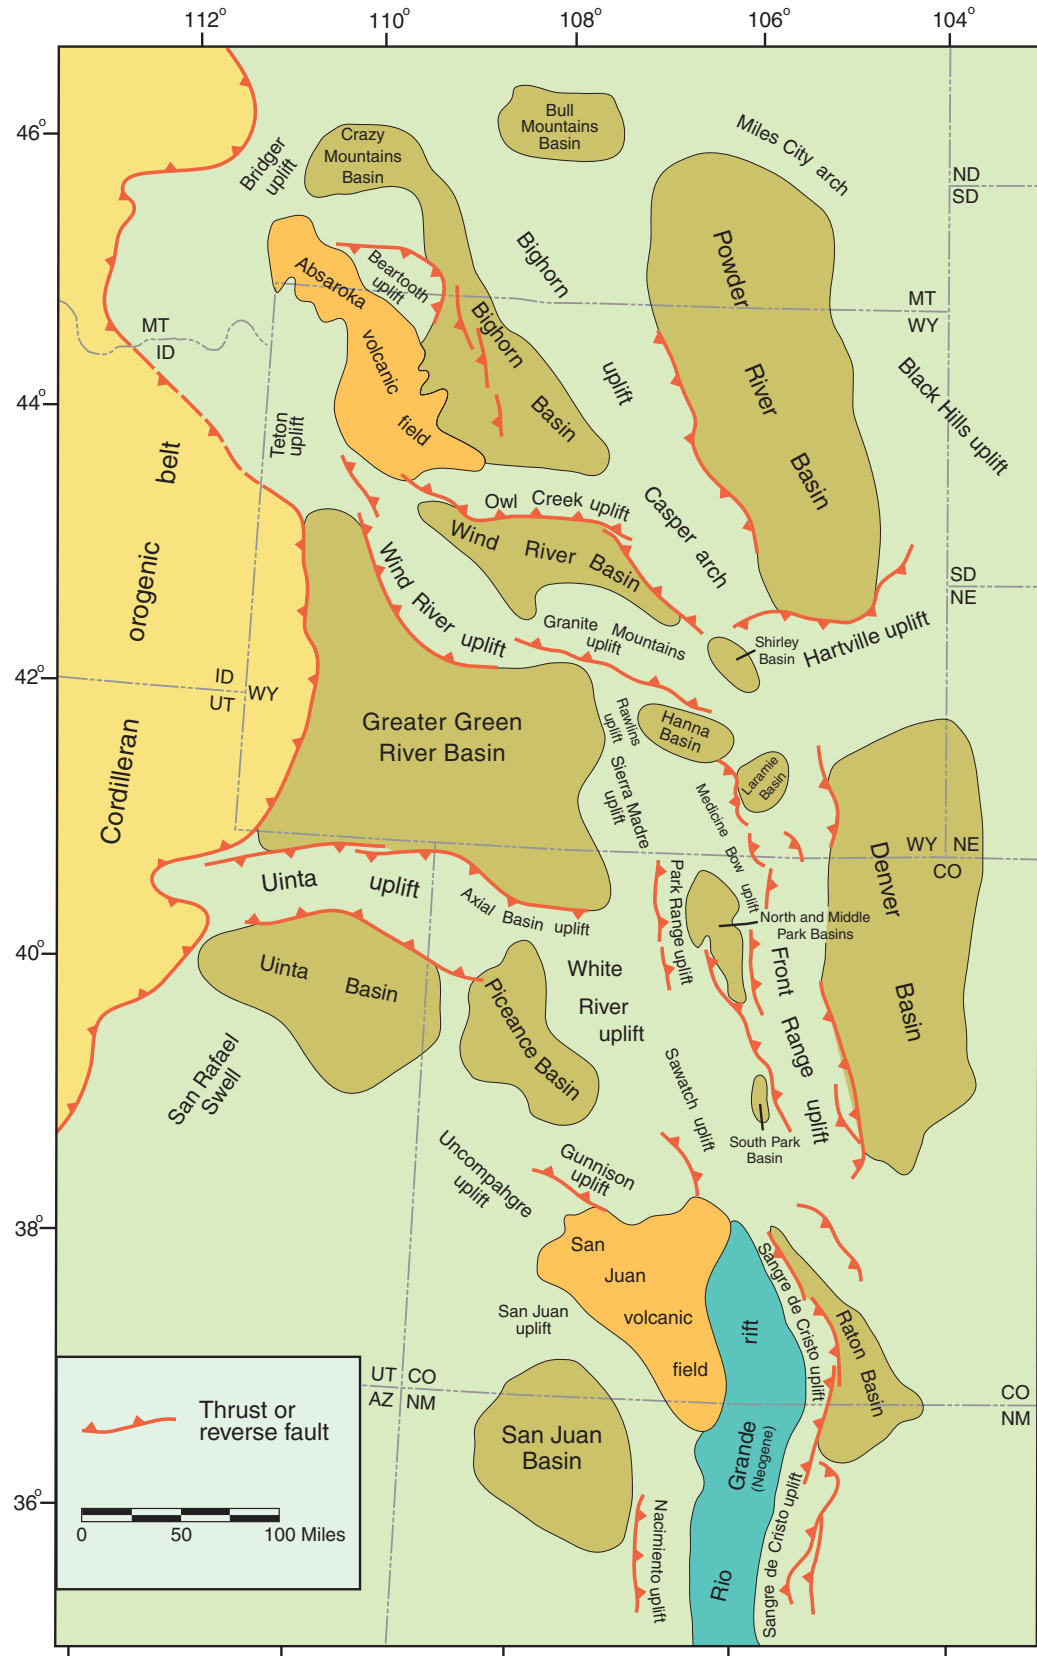 112°
110°
108°
106°
104°
46°
44°
42°
40°
38°
36°
Bull
Mountains
Basin
Crazy
Mountains
Basin
Bridger
uplift
Miles City arch
ND
SD
Absaroka
volcanic
field
Beartooth
uplift
Bighorn
uplift
Bighorn
Basin
Powder
River
Basin
MT
WY
MT
ID
Black Hills uplift
Teton
uplift
Cordilleran
orogenic
belt
Owl Creek uplift
Casper arch
Wind River Basin
Wind River uplift
Granite Mountains
uplift
SD
NE
Shirley
Basin
Hartville uplift
ID
WY
UT
Greater Green
River Basin
Rawlins
uplift
Hanna
Basin
Sierra Madre
uplift
Laramie
Basin
Medicine Bow uplift
WY
NE
CO
Denver
Basin
Uinta uplift
Axial Basin uplift
Park Range uplift
North and Middle
Park Basins
Uinta Basin
Piceance Basin
White
River
uplift
Front
Range
uplift
San Rafael
Swell
Sawatch uplift
South Park
Basin
Uncompahgre
uplift
Gunnison
uplift
San
Juan
volcanic
field
San Juan
uplift
rift
Grande
(Neogene)
Rio
Sangre de Cristo uplift
Raton Basin
UT
CO
AZ
NM
CO
NM
San Juan
Basin
Nacimiento uplift
Sangre de Cristo uplift
Thrust or
reverse fault
0 50 100 Miles